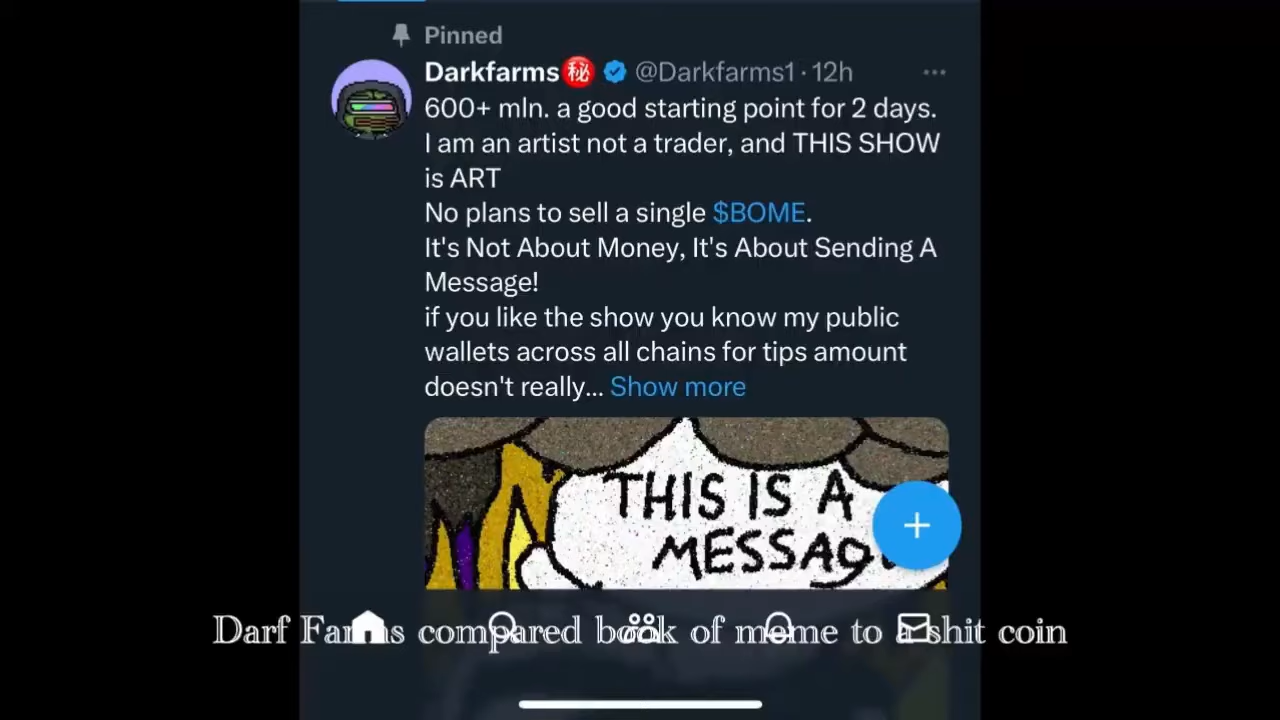 Pinned
Darkfarms㊙ @Darkfarms1 · 12h
600+ mln. a good starting point for 2 days.
I am an artist not a trader, and THIS SHOW
is ART
No plans to sell a single $BOME.
It's Not About Money, It's About Sending A
Message!
if you like the show you know my public
wallets across all chains for tips amount
doesn't really... Show more
THIS IS A
MESSAG
Darf Farms compared book of meme to a shit coin